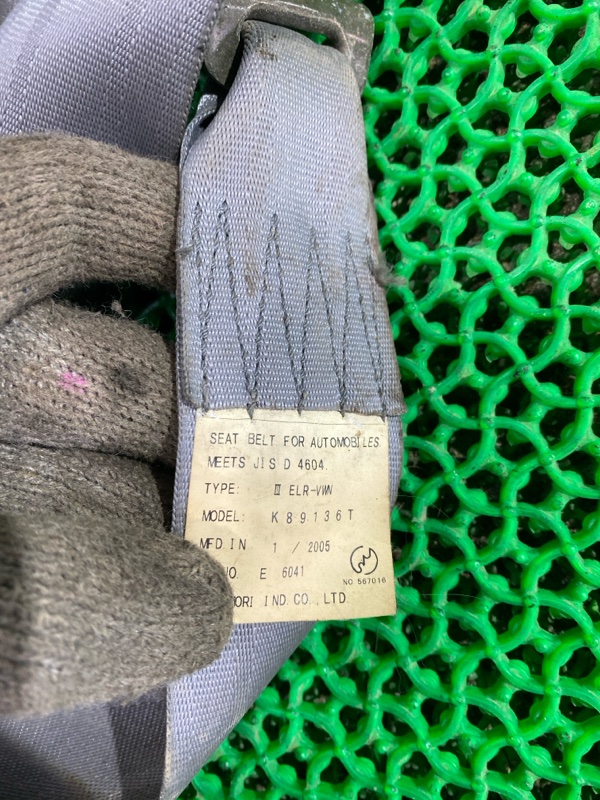 SEAT BELT FOR AUTOMOBILES
MEETS JIS D 4604
TYPE: Ⅲ ELR-VWN
MODEL: K89136T
MFD. IN 1 / 2005
NO. E 6041
NO 567016
ORI IND. CO., LTD.